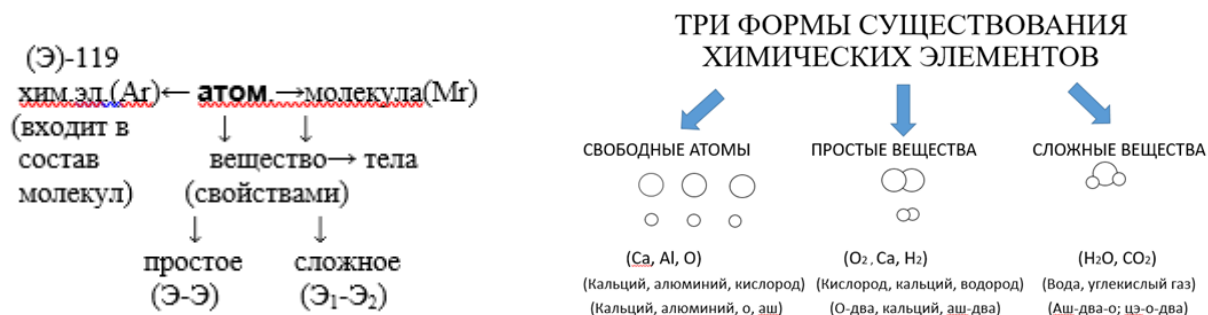 (Э)-119
хим.эл.(Ar)← атом →молекула(Mr)
(входит в
состав
молекул)
↓ ↓
вещество→ тела
(свойствами)
↓ ↓
простое сложное
(Э-Э) (Э₁-Э₂)
ТРИ ФОРМЫ СУЩЕСТВОВАНИЯ
ХИМИЧЕСКИХ ЭЛЕМЕНТОВ
СВОБОДНЫЕ АТОМЫ
(Ca, Al, O)
(Кальций, алюминий, кислород)
(Кальций, алюминий, о, аш)
ПРОСТЫЕ ВЕЩЕСТВА
(O₂ , Ca, H₂)
(Кислород, кальций, водород)
(О-два, кальций, аш-два)
СЛОЖНЫЕ ВЕЩЕСТВА
(H₂O, CO₂)
(Вода, углекислый газ)
(Аш-два-о; цэ-о-два)